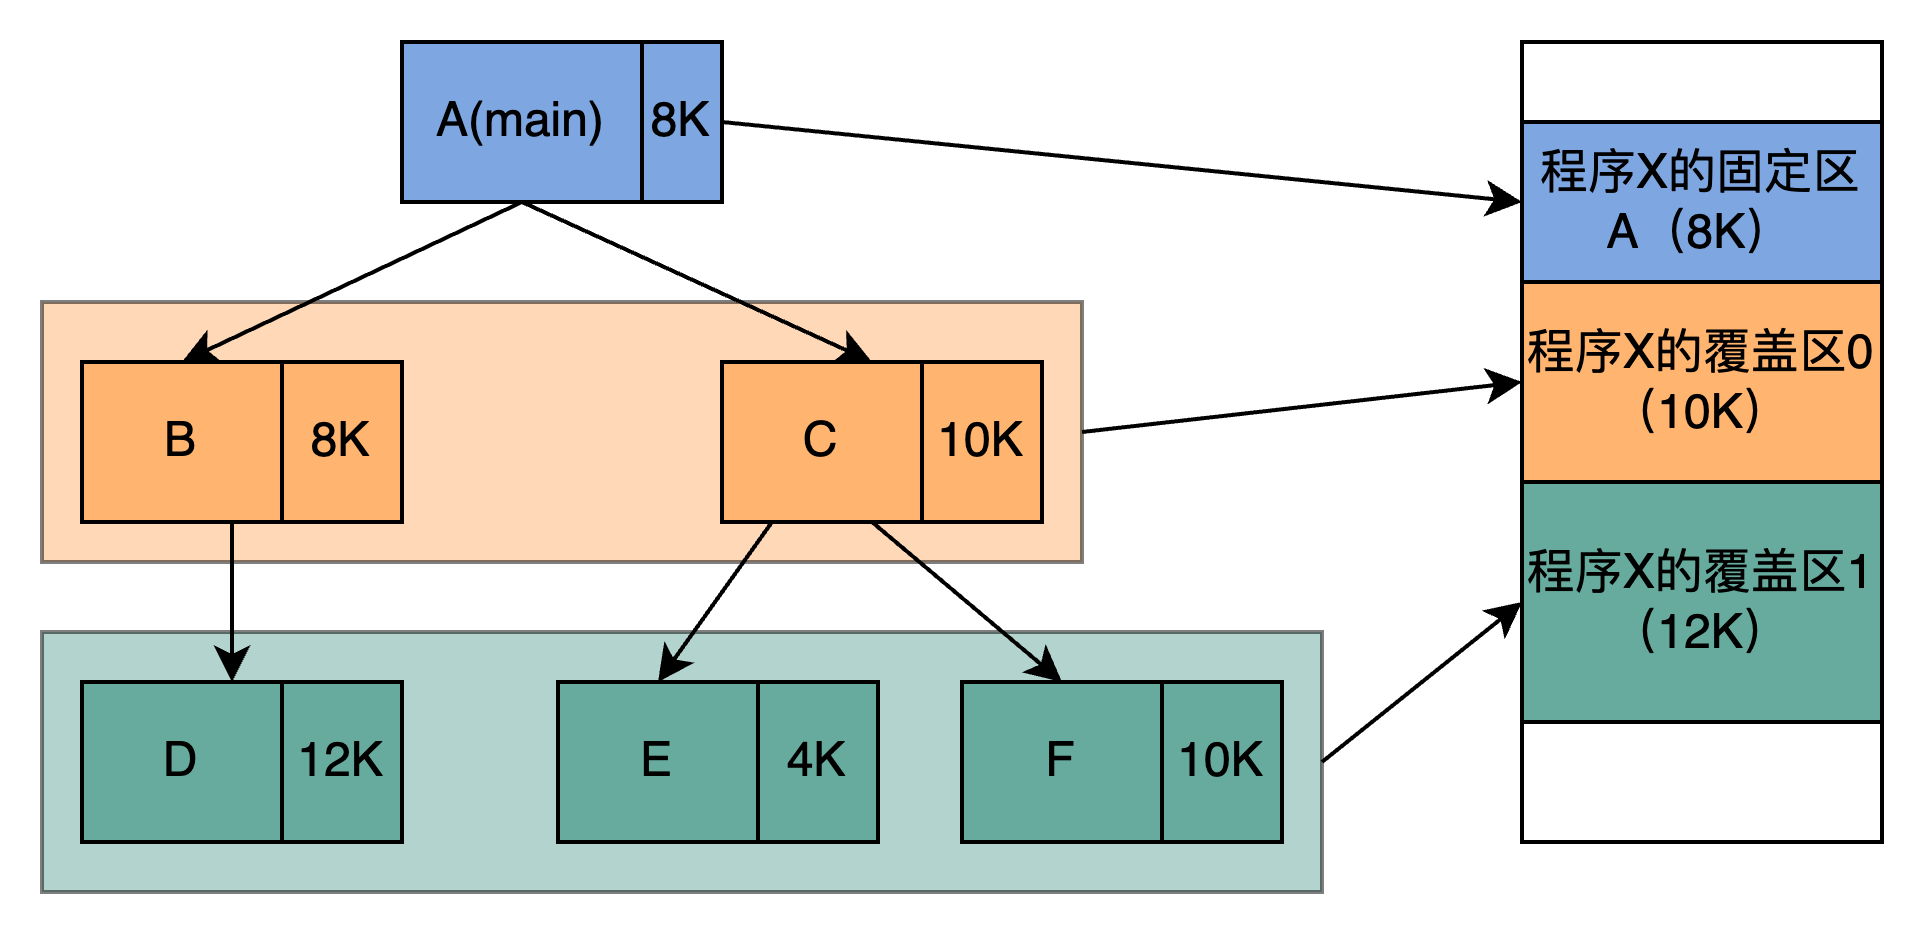 A(main)
8K
程序X的固定区
A（8K）
B
8K
C
10K
程序X的覆盖区0
（10K）
D
12K
E
4K
F
10K
程序X的覆盖区1
（12K）